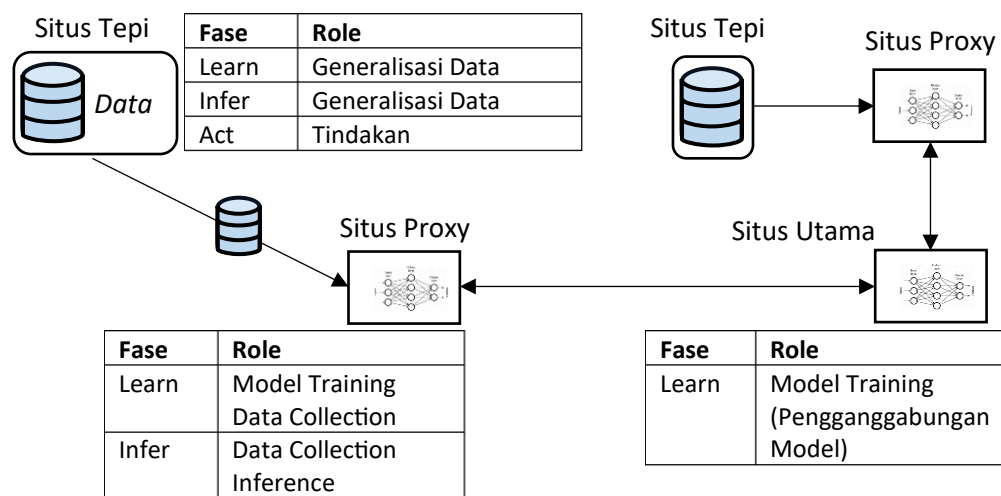 Situs Tepi
Data
Fase Role
Learn Generalisasi Data
Infer Generalisasi Data
Act Tindakan
Situs Tepi
Situs Proxy
Situs Proxy
Situs Utama
Fase Role
Learn Model Training
Data Collection
Infer Data Collection
Inference
Fase Role
Learn Model Training
(Pengganggabungan
Model)